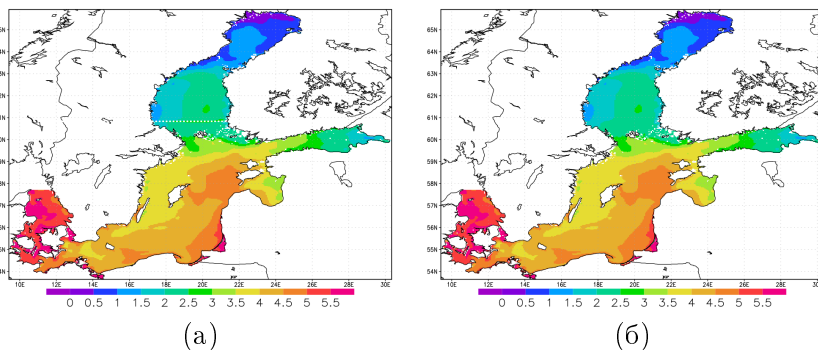 65N 65N
64N 64N
63N 63N
62N 62N
61N 61N
60N 60N
59N 59N
58N 58N
57N 57N
56N 56N
55N 55N
54N 54N
10E 12E 14E 16E 18E 20E 22E 24E 26E 28E 10E 12E 14E 16E 18E 20E 22E 24E 26E 28E
0 0.5 1 1.5 2 2.5 3 3.5 4 4.5 5 5.5 0 0.5 1 1.5 2 2.5 3 3.5 4 4.5 5 5.5
(а) (б)